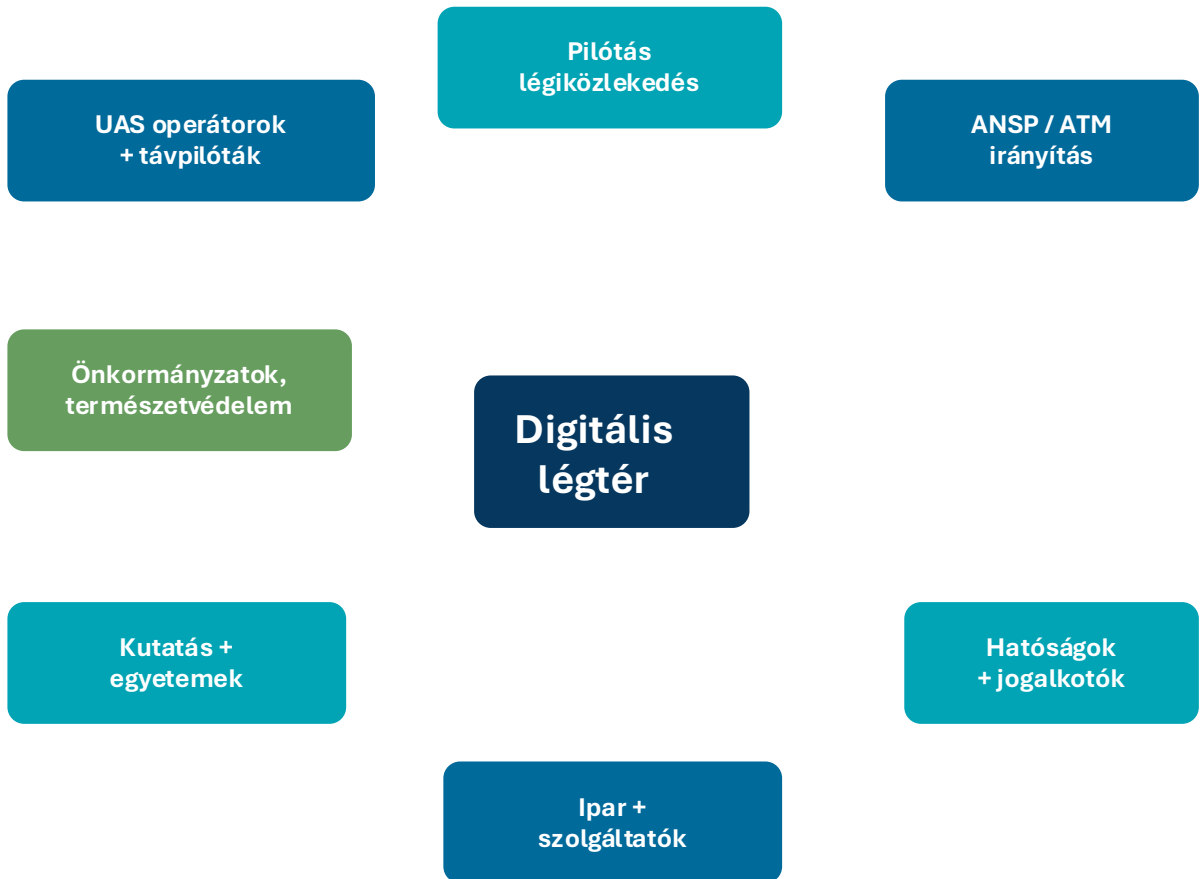 Pilótás
légiközlekedés
UAS operátorok
+ távpilóták
ANSP / ATM
irányítás
Önkormányzatok,
természetvédelem
Digitális
légtér
Kutatás +
egyetemek
Hatóságok
+ jogalkotók
Ipar +
szolgáltatók